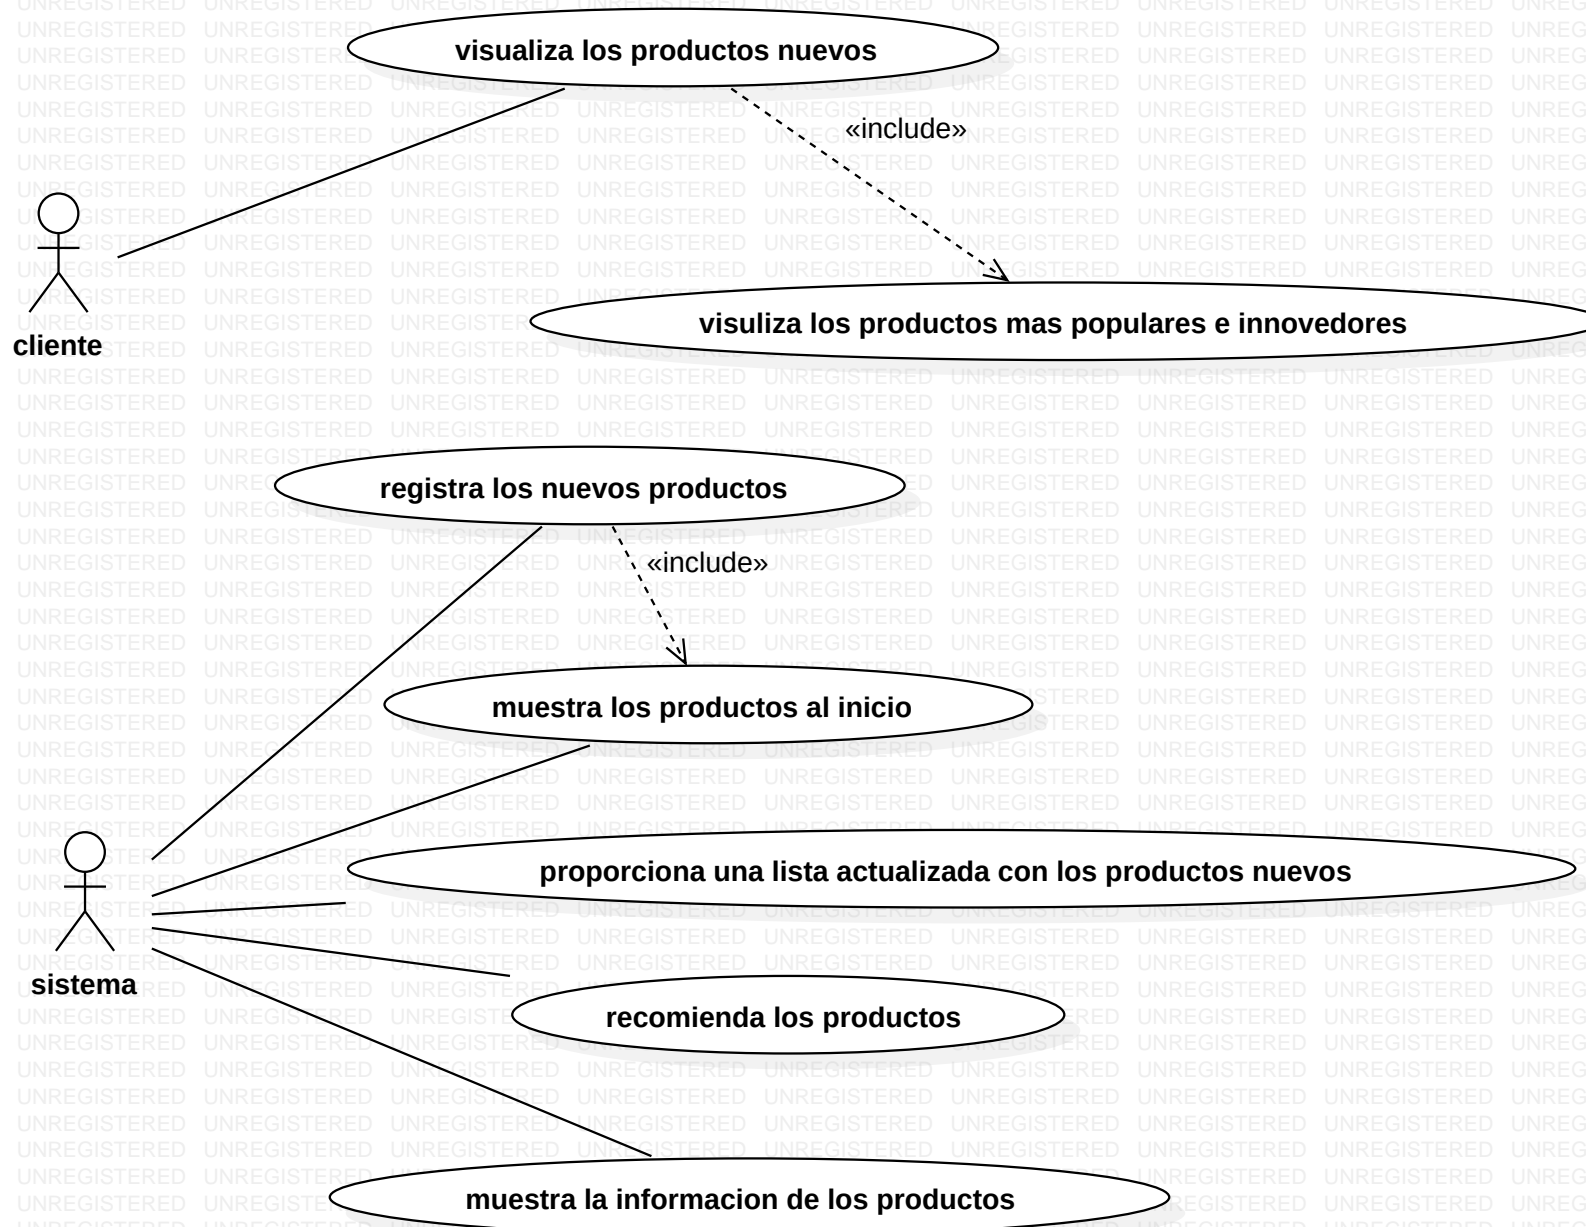 visualiza los productos nuevos
«include»
cliente
visuliza los productos mas populares e innovedores
registra los nuevos productos
«include»
muestra los productos al inicio
proporciona una lista actualizada con los productos nuevos
sistema
recomienda los productos
muestra la informacion de los productos
UNREGISTERED